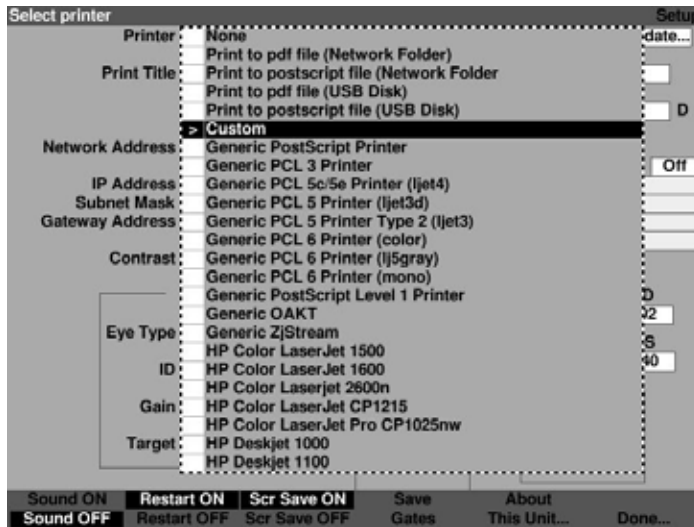 Select printer Setup
Printer None date...
Print to pdf file (Network Folder)
Print Title Print to postscript file (Network Folder
Print to pdf file (USB Disk)
Print to postscript file (USB Disk) D
> Custom
Network Address Generic PostScript Printer
Generic PCL 3 Printer Off
IP Address Generic PCL 5c/5e Printer (ljet4)
Subnet Mask Generic PCL 5 Printer (ljet3d)
Gateway Address Generic PCL 5 Printer Type 2 (ljet3)
Generic PCL 6 Printer (color)
Contrast Generic PCL 6 Printer (lj5gray)
Generic PCL 6 Printer (mono)
Generic PostScript Level 1 Printer D
Generic OAKT 02
Eye Type Generic ZjStream S
HP Color LaserJet 1500 40
ID HP Color LaserJet 1600
HP Color Laserjet 2600n
Gain HP Color LaserJet CP1215
HP Color LaserJet Pro CP1025nw
Target HP Deskjet 1000
HP Deskjet 1100
Sound ON Restart ON Scr Save ON Save About
Sound OFF Restart OFF Scr Save OFF Gates This Unit... Done...